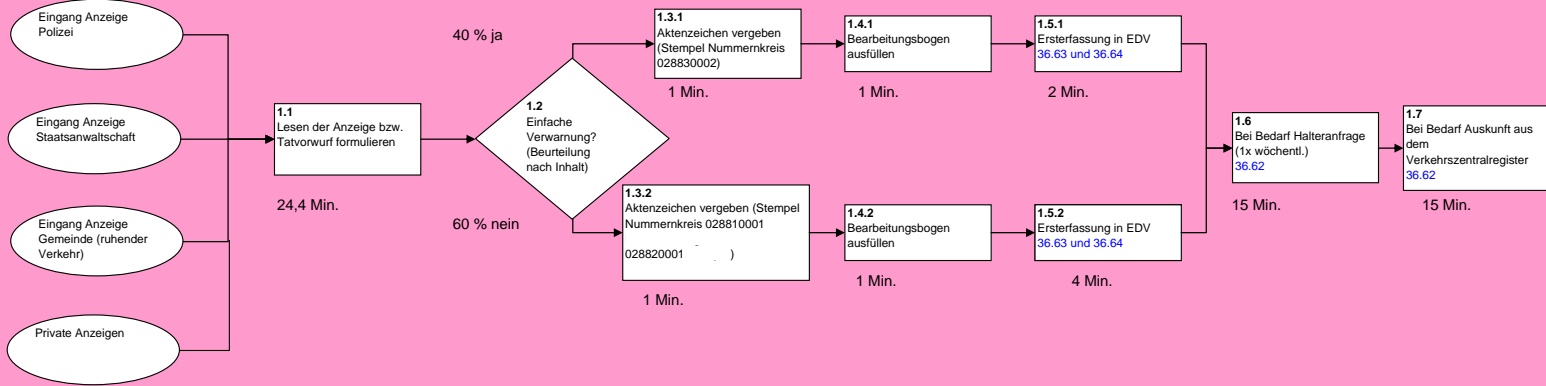 Eingang Anzeige
Polizei
Eingang Anzeige
Staatsanwaltschaft
Eingang Anzeige
Gemeinde (ruhender
Verkehr)
Private Anzeigen
1.1
Lesen der Anzeige bzw.
Tatvorwurf formulieren
24,4 Min.
40 % ja
1.2
Einfache
Verwarnung?
(Beurteilung
nach Inhalt)
60 % nein
1.3.1
Aktenzeichen vergeben
(Stempel Nummernkreis
028830002)
1 Min.
1.4.1
Bearbeitungsbogen
ausfüllen
1 Min.
1.5.1
Ersterfassung in EDV
36.63 und 36.64
2 Min.
1.3.2
Aktenzeichen vergeben (Stempel
Nummernkreis 028810001
028820001 )
1 Min.
1.4.2
Bearbeitungsbogen
ausfüllen
1 Min.
1.5.2
Ersterfassung in EDV
36.63 und 36.64
4 Min.
1.6
Bei Bedarf Halteranfrage
(1x wöchentl.)
36.62
15 Min.
1.7
Bei Bedarf Auskunft aus
dem
Verkehrszentralregister
36.62
15 Min.